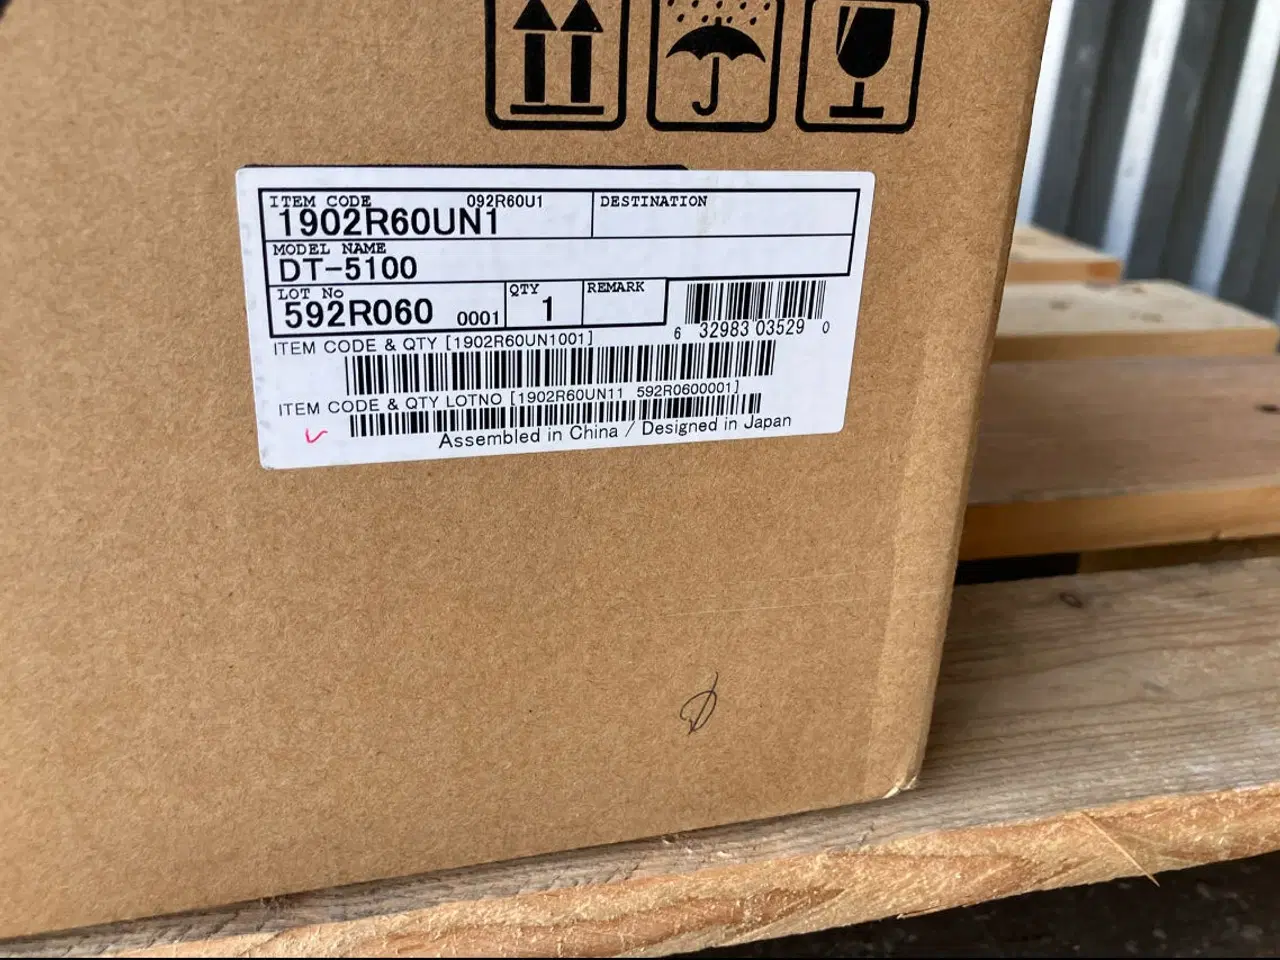 ITEM CODE 092R60U1 DESTINATION
1902R60UN1
MODEL NAME
DT-5100
LOT No QTY REMARK
592R060 0001 1
6 32983 03529 0
ITEM CODE & QTY [1902R60UN1001]
ITEM CODE & QTY LOTNO [1902R60UN11 592R0600001]
Assembled in China / Designed in Japan